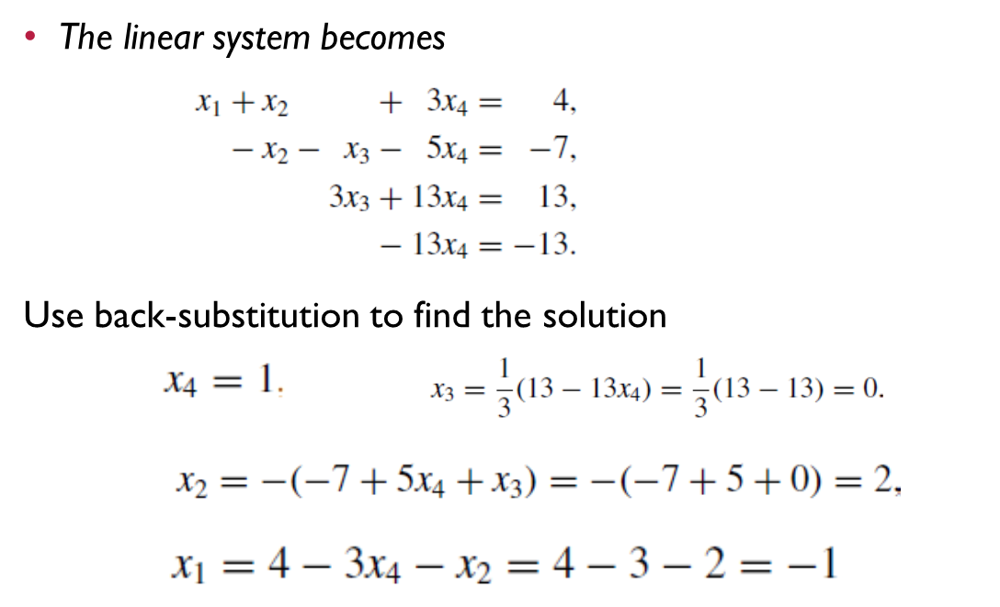 • The linear system becomes
x₁ + x₂ + 3x₄ = 4,
− x₂ − x₃ − 5x₄ = −7,
3x₃ + 13x₄ = 13,
− 13x₄ = −13.
Use back-substitution to find the solution
x₄ = 1. x₃ = 1/3(13 − 13x₄) = 1/3(13 − 13) = 0.
x₂ = −(−7 + 5x₄ + x₃) = −(−7 + 5 + 0) = 2,
x₁ = 4 − 3x₄ − x₂ = 4 − 3 − 2 = −1